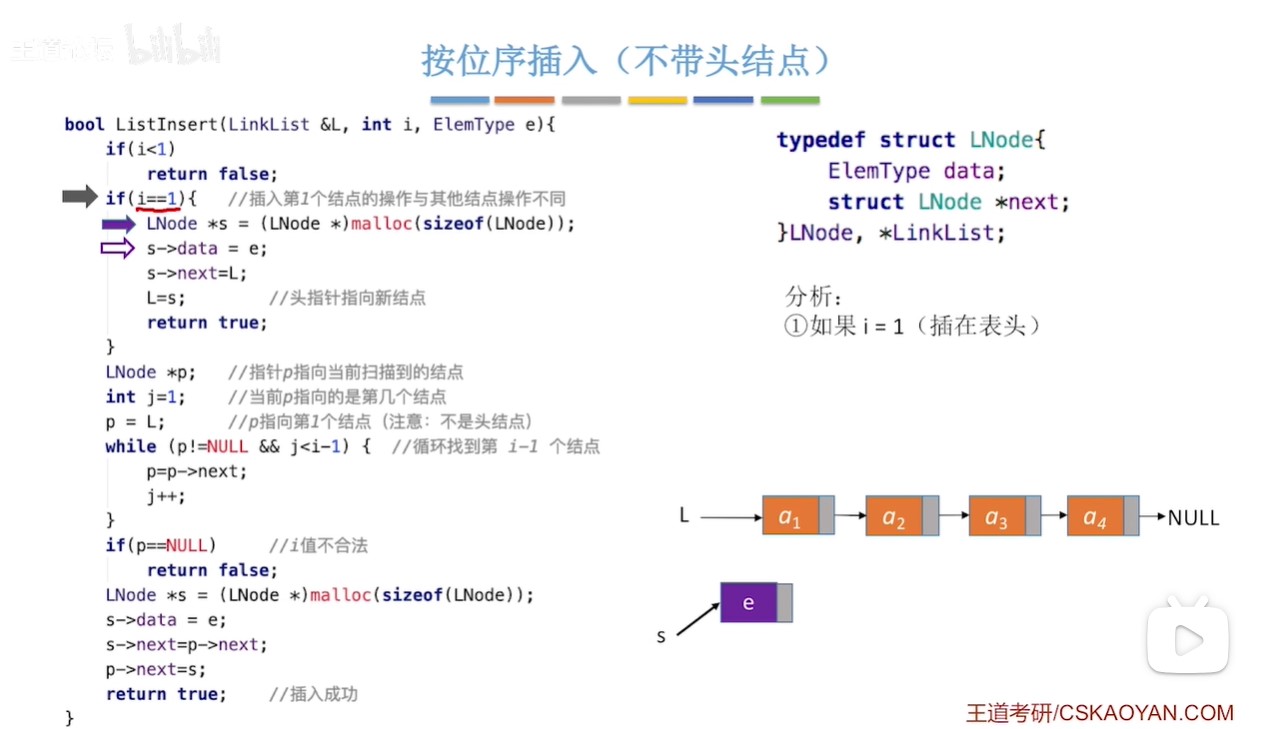 bilibili
按位序插入（不带头结点）
bool ListInsert(LinkList &L, int i, ElemType e){
if(i<1)
return false;
if(i==1){ //插入第1个结点的操作与其他结点操作不同
LNode *s = (LNode *)malloc(sizeof(LNode));
s->data = e;
s->next=L;
L=s; //头指针指向新结点
return true;
}
LNode *p; //指针p指向当前扫描到的结点
int j=1; //当前p指向的是第几个结点
p = L; //p指向第1个结点（注意：不是头结点）
while (p!=NULL && j<i-1) { //循环找到第 i-1 个结点
p=p->next;
j++;
}
if(p==NULL) //i值不合法
return false;
LNode *s = (LNode *)malloc(sizeof(LNode));
s->data = e;
s->next=p->next;
p->next=s;
return true; //插入成功
}
typedef struct LNode{
ElemType data;
struct LNode *next;
}LNode, *LinkList;
分析：
①如果 i = 1（插在表头）
L a1 a2 a3 a4 NULL
e
s
王道考研/CSKAOYAN.COM